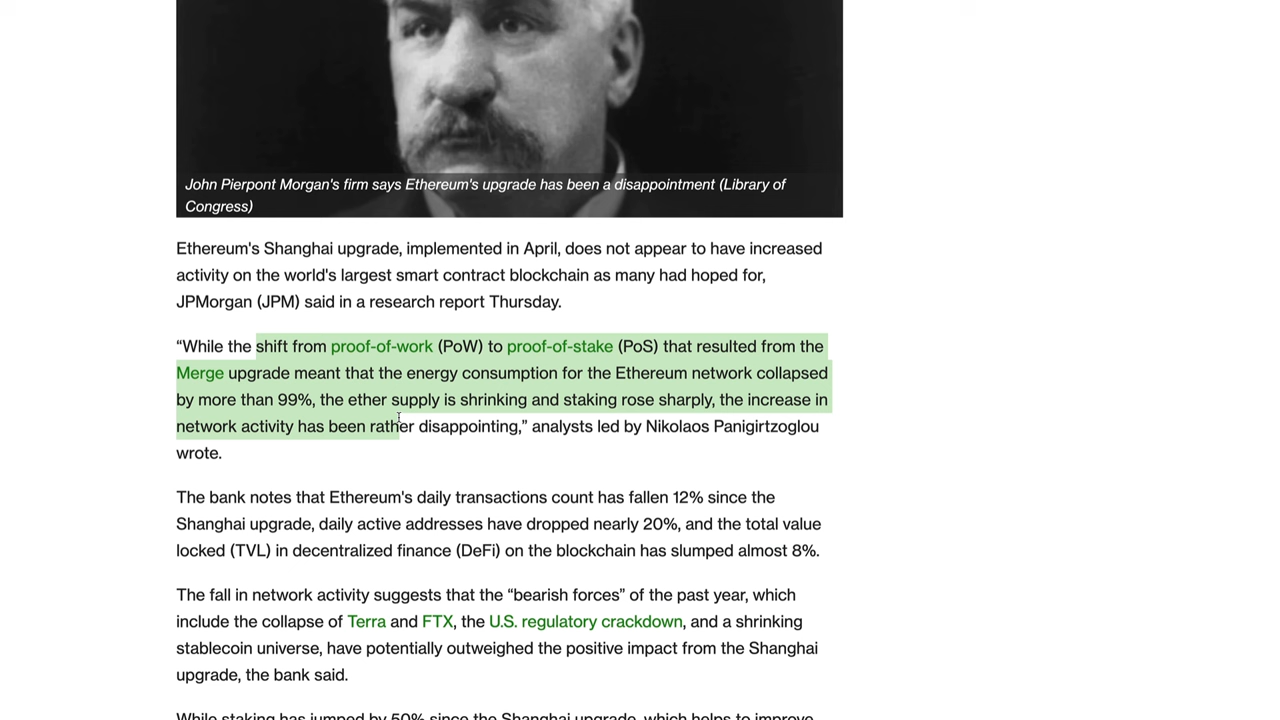 John Pierpont Morgan's firm says Ethereum's upgrade has been a disappointment (Library of
Congress)
Ethereum's Shanghai upgrade, implemented in April, does not appear to have increased
activity on the world's largest smart contract blockchain as many had hoped for,
JPMorgan (JPM) said in a research report Thursday.
“While the shift from proof-of-work (PoW) to proof-of-stake (PoS) that resulted from the
Merge upgrade meant that the energy consumption for the Ethereum network collapsed
by more than 99%, the ether supply is shrinking and staking rose sharply, the increase in
network activity has been rather disappointing,” analysts led by Nikolaos Panigirtzoglou
wrote.
The bank notes that Ethereum's daily transactions count has fallen 12% since the
Shanghai upgrade, daily active addresses have dropped nearly 20%, and the total value
locked (TVL) in decentralized finance (DeFi) on the blockchain has slumped almost 8%.
The fall in network activity suggests that the “bearish forces” of the past year, which
include the collapse of Terra and FTX, the U.S. regulatory crackdown, and a shrinking
stablecoin universe, have potentially outweighed the positive impact from the Shanghai
upgrade, the bank said.
While staking has jumped by 50% since the Shanghai upgrade, which helps to improve